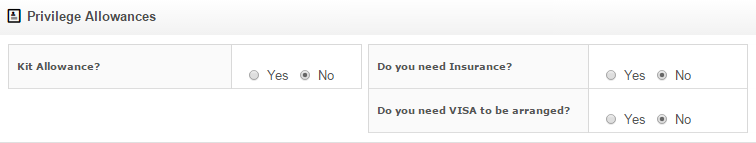 Privilege Allowances
Kit Allowance? Yes No
Do you need Insurance? Yes No
Do you need VISA to be arranged? Yes No